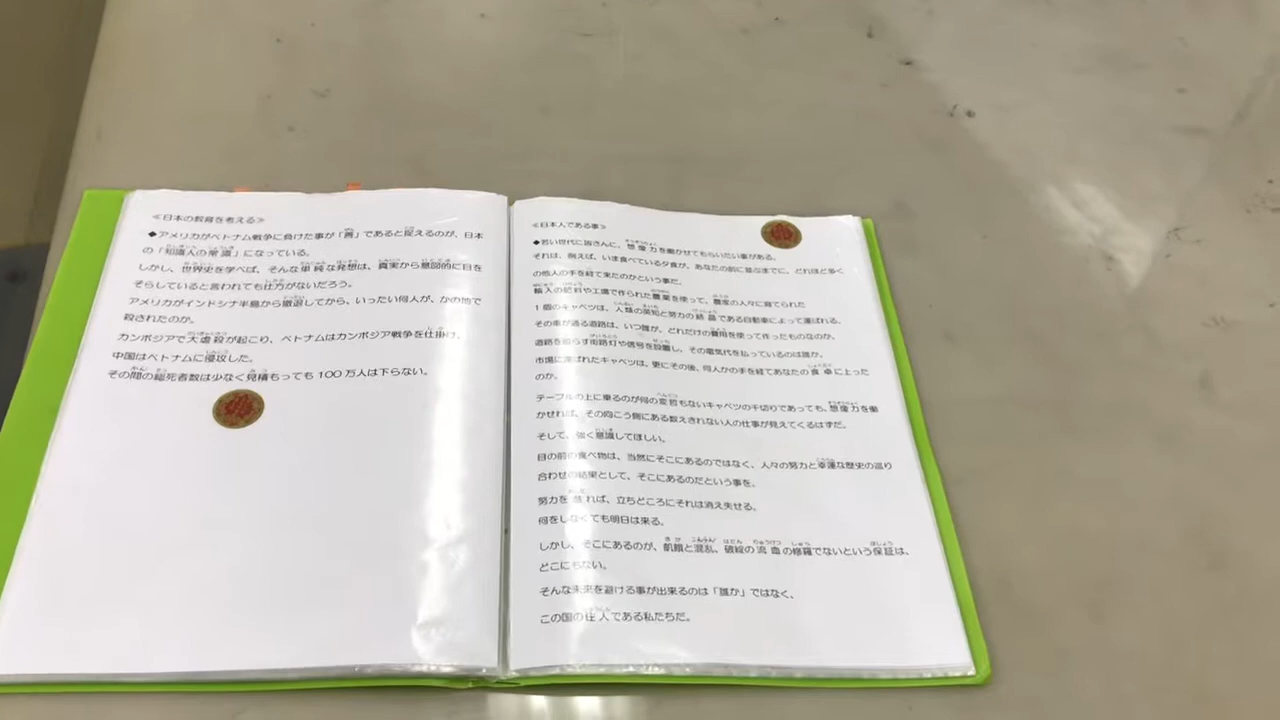 ≪日本の教育を考える≫
◆アメリカがベトナム戦争に負けた事が「善」であると捉えるのが、日本
の「知識人の常識」になっている。
しかし、世界史を学べば、そんな単純な発想は、真実から意図的に目を
そらしていると言われても仕方がないだろう。
アメリカがインドシナ半島から撤退してから、いったい何人が、かの地で
殺されたのか。
カンボジアで大虐殺が起こり、ベトナムはカンボジア戦争を仕掛け、
中国はベトナムに侵攻した。
その間の総死者数は少なく見積もっても100万人は下らない。
≪日本人である事≫
◆若い世代に皆さんに、想像力を働かせてもらいたい事がある。
それは、例えば、いま食べている夕食が、あなたの前に並ぶまでに、どれほど多く
の他人の手を経て来たのかという事だ。
輸入の肥料や工場で作られた農薬を使って、農家の人々に育てられた
1個のキャベツは、人類の英知と努力の結晶である自動車によって運ばれる。
その車が通る道路は、いつ誰が、どれだけの費用を使って作ったものなのか。
道路を照らす街路灯や信号を設置し、その電気代を払っているのは誰か。
市場に運ばれたキャベツは、更にその後、何人かの手を経てあなたの食卓に上った
のか。
テーブルの上に乗るのが何の変哲もないキャベツの千切りであっても、想像力を働
かせれば、その向こう側にある数えきれない人の仕事が見えてくるはずだ。
そして、強く意識してほしい。
目の前の食べ物は、当然にそこにあるのではなく、人々の努力と幸運な歴史の巡り
合わせの結果として、そこにあるのだという事を。
努力を怠れば、立ちどころにそれは消え失せる。
何をしなくても明日は来る。
しかし、そこにあるのが、飢餓と混乱、破綻の流血の修羅でないという保証は、
どこにもない。
そんな未来を避ける事が出来るのは「誰か」ではなく、
この国の住人である私たちだ。